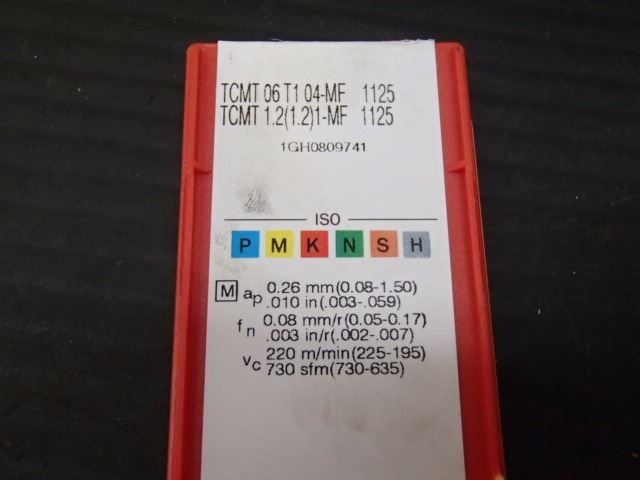 TCMT 06 T1 04-MF 1125
TCMT 1.2(1.2)1-MF 1125
1GH0809741
ISO
P M K N S H
M ap 0.26 mm(0.08-1.50)
.010 in(.003-.059)
fn 0.08 mm/r(0.05-0.17)
.003 in/r(.002-.007)
vc 220 m/min(225-195)
730 sfm(730-635)